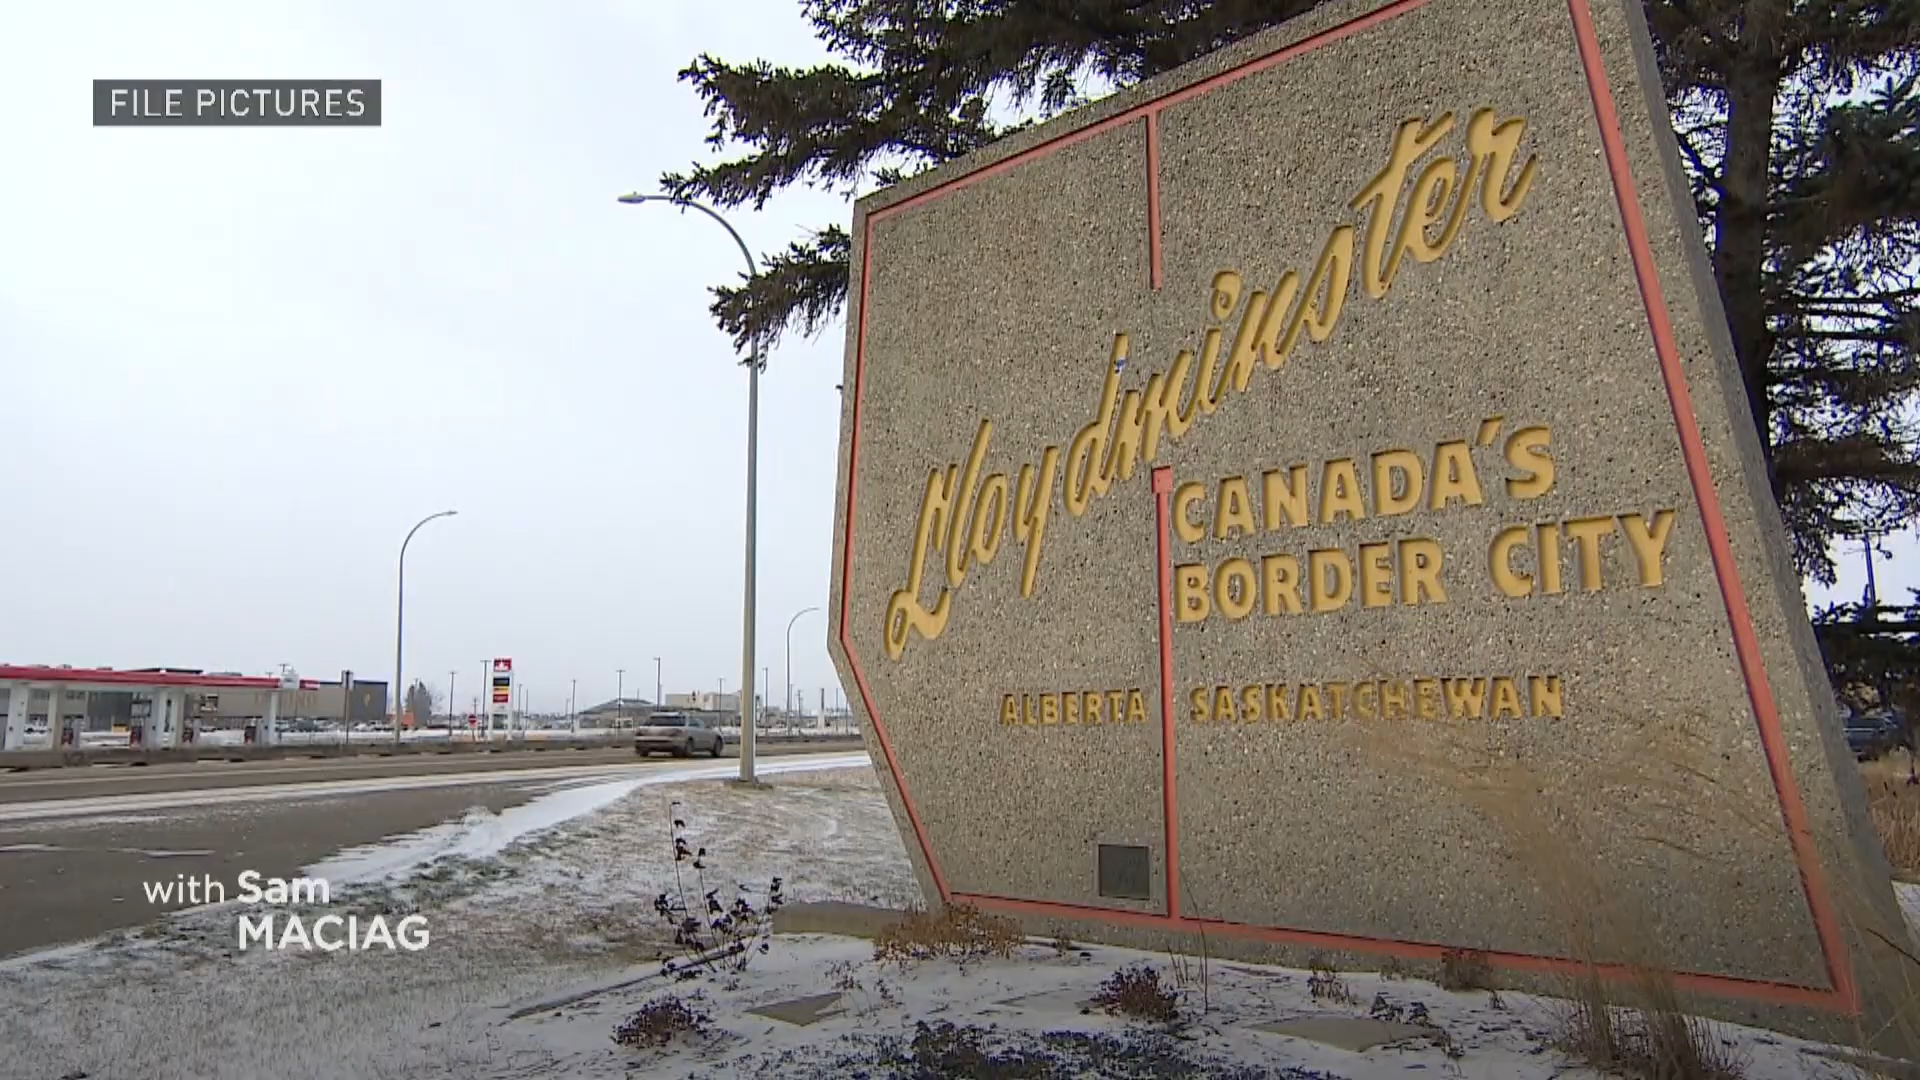 FILE PICTURES
Lloydminster
CANADA'S
BORDER CITY
ALBERTA SASKATCHEWAN
with Sam
MACIAG